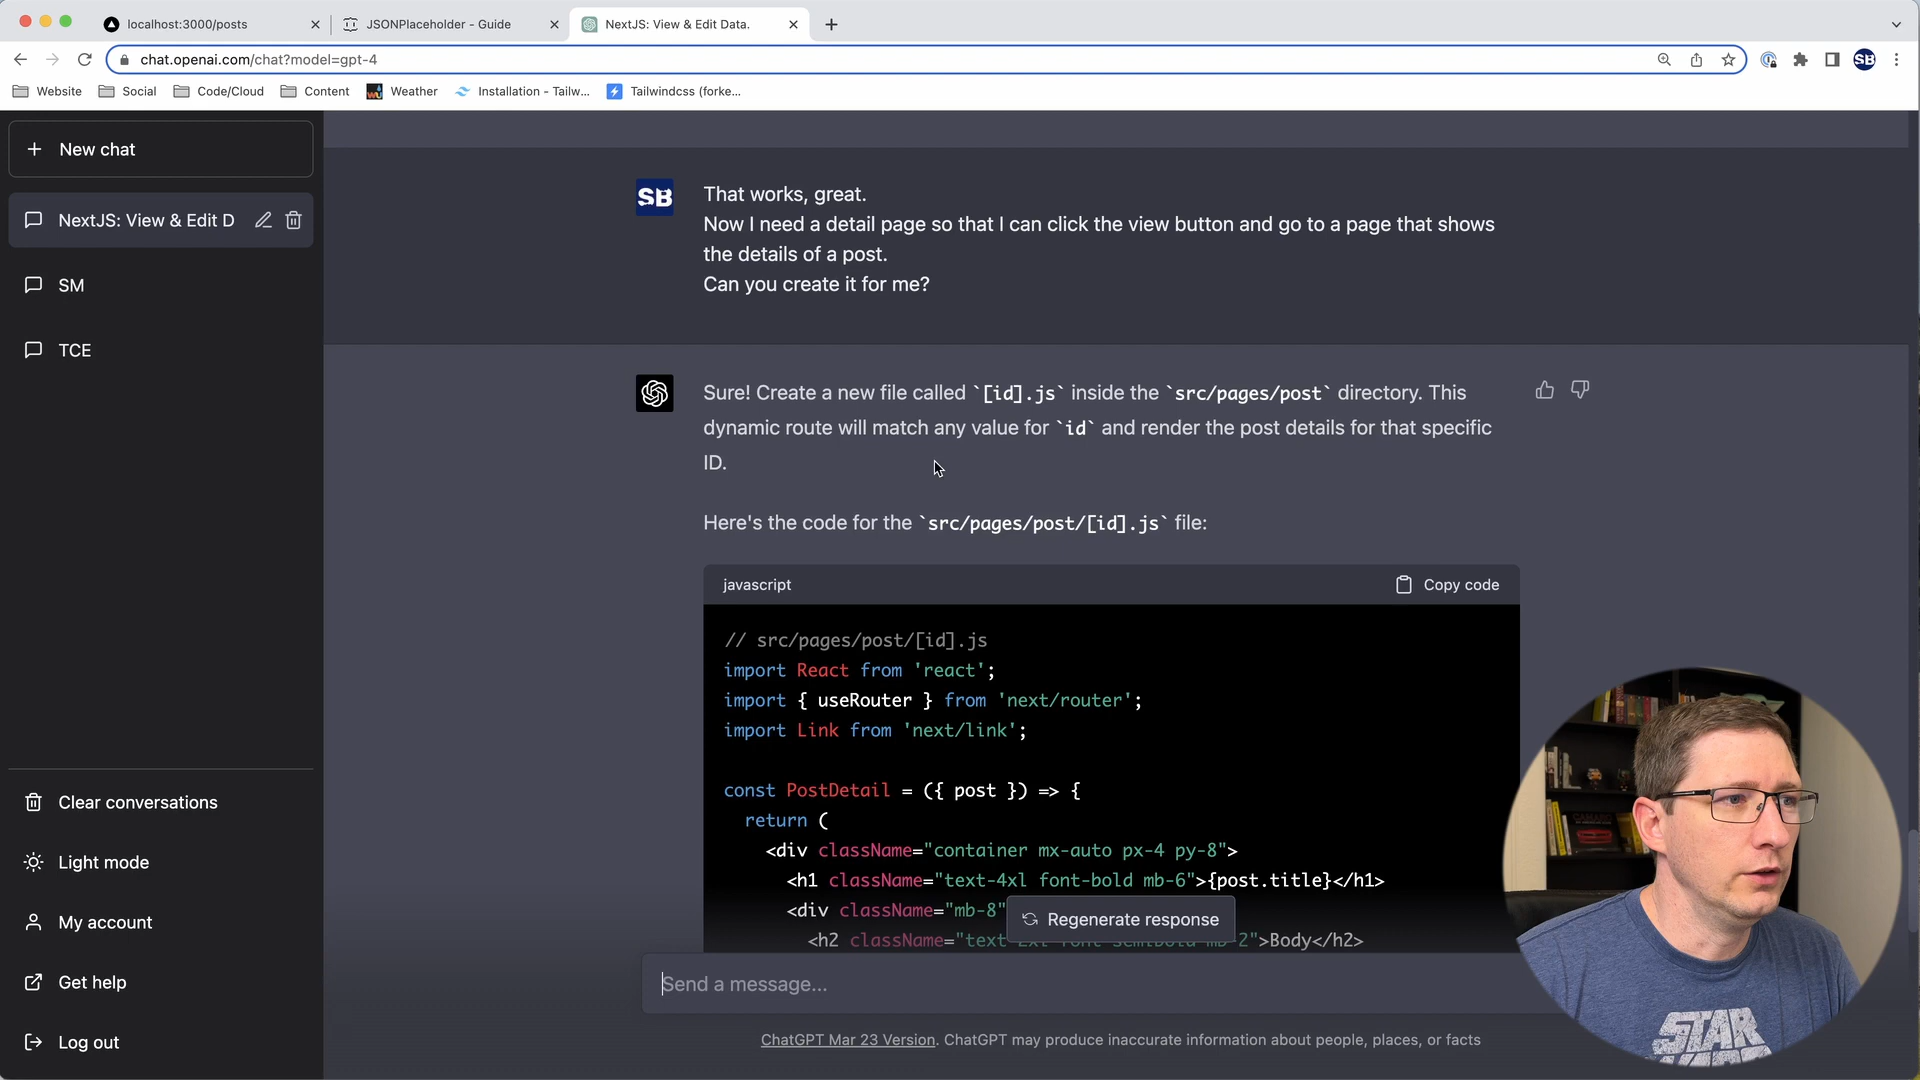 localhost:3000/posts
JSONPlaceholder - Guide
NextJS: View & Edit Data.
chat.openai.com/chat?model=gpt-4
SB
Website
Social
Code/Cloud
Content
Weather
Installation - Tailw...
Tailwindcss (forke...
New chat
NextJS: View & Edit D
SM
TCE
Clear conversations
Light mode
My account
Get help
Log out
SB
That works, great.
Now I need a detail page so that I can click the view button and go to a page that shows
the details of a post.
Can you create it for me?
Sure! Create a new file called `[id].js` inside the `src/pages/post` directory. This
dynamic route will match any value for `id` and render the post details for that specific
ID.
Here's the code for the `src/pages/post/[id].js` file:
javascript
Copy code
// src/pages/post/[id].js
import React from 'react';
import { useRouter } from 'next/router';
import Link from 'next/link';
const PostDetail = ({ post }) => {
return (
<div className="container mx-auto px-4 py-8">
<h1 className="text-4xl font-bold mb-6">{post.title}</h1>
<div className="mb-8"
Regenerate response
<h2 className="text-2xl font-semibold mb-2">Body</h2>
Send a message...
ChatGPT Mar 23 Version. ChatGPT may produce inaccurate information about people, places, or facts
STAR